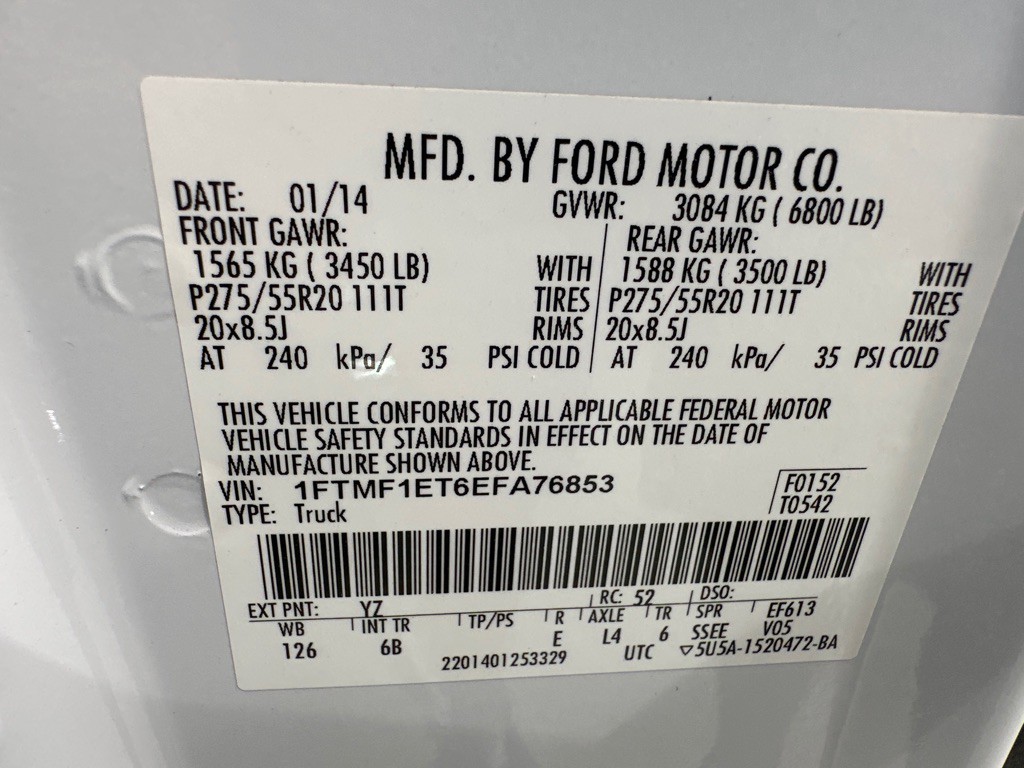 MFD. BY FORD MOTOR CO.
DATE: 01/14 GVWR: 3084 KG ( 6800 LB)
FRONT GAWR: REAR GAWR:
1565 KG ( 3450 LB) WITH 1588 KG ( 3500 LB) WITH
P275/55R20 111T TIRES P275/55R20 111T TIRES
20x8.5J RIMS 20x8.5J RIMS
AT 240 kPa/ 35 PSI COLD AT 240 kPa/ 35 PSI COLD
THIS VEHICLE CONFORMS TO ALL APPLICABLE FEDERAL MOTOR
VEHICLE SAFETY STANDARDS IN EFFECT ON THE DATE OF
MANUFACTURE SHOWN ABOVE.
VIN: 1FTMF1ET6EFA76853 F0152
TYPE: Truck T0542
EXT PNT: YZ RC: 52 DSO:
WB INT TR TP/PS R AXLE TR SPR EF613
126 6B E L4 6 SSEE V05
2201401253329 UTC ▽5U5A-1520472-BA